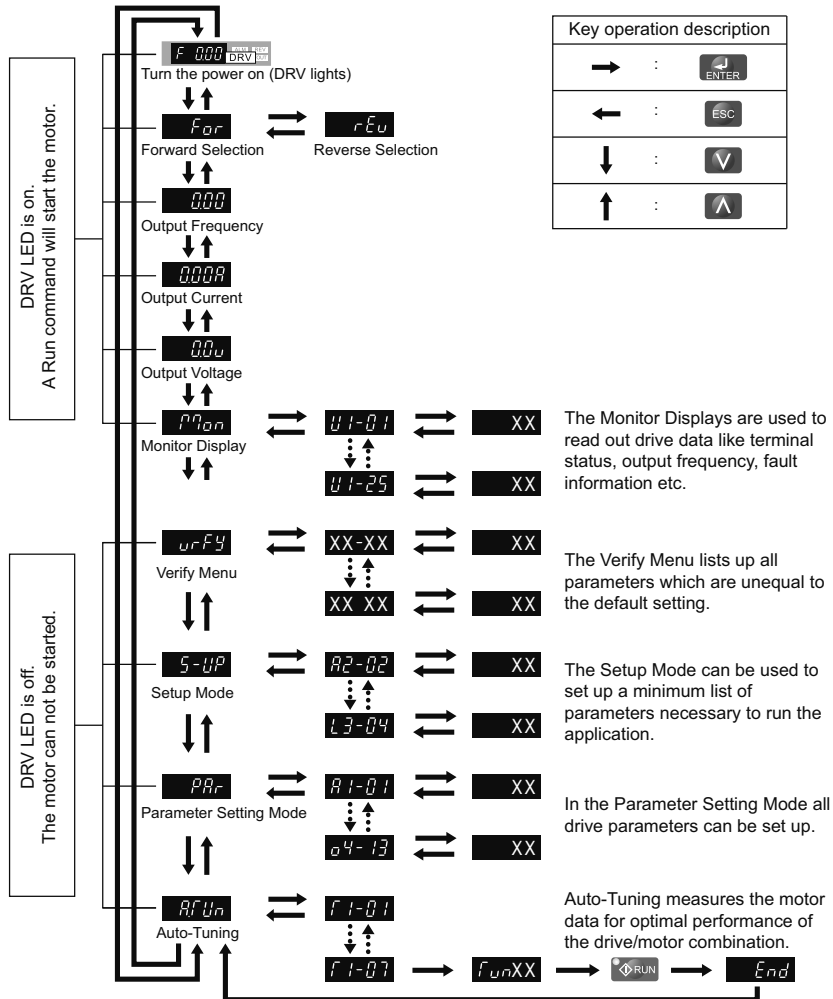 Key operation description
: ENTER
: ESC
: V
: Λ
DRV LED is on.
A Run command will start the motor.
F 0.00 ALM REV DRV OUT
Turn the power on (DRV lights)
For
rEv
Forward Selection
Reverse Selection
0.00
Output Frequency
0.00A
Output Current
0.0v
Output Voltage
Mon
U1-01
XX
Monitor Display
U1-25
XX
The Monitor Displays are used to
read out drive data like terminal
status, output frequency, fault
information etc.
DRV LED is off.
The motor can not be started.
vrFY
XX-XX
XX
Verify Menu
XX XX
XX
The Verify Menu lists up all
parameters which are unequal to
the default setting.
S-UP
A2-02
XX
Setup Mode
L3-04
XX
The Setup Mode can be used to
set up a minimum list of
parameters necessary to run the
application.
PAr
A1-01
XX
Parameter Setting Mode
o4-13
XX
In the Parameter Setting Mode all
drive parameters can be set up.
A.TUn
T1-01
Auto-Tuning
T1-07
TunXX
RUN
End
Auto-Tuning measures the motor
data for optimal performance of
the drive/motor combination.